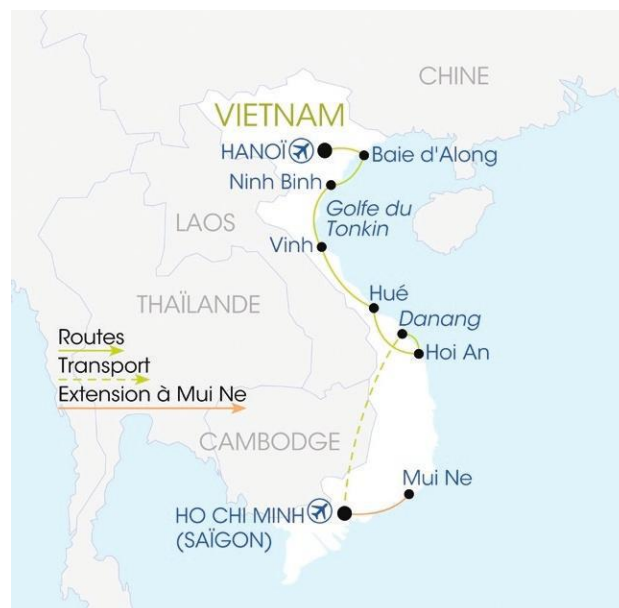 CHINE
VIETNAM
HANOÏ
Baie d'Along
Ninh Binh
Golfe du
Tonkin
LAOS
Vinh
THAÏLANDE
Hué
Danang
Routes
Hoi An
Transport
Extension à Mui Ne
CAMBODGE
Mui Ne
HO CHI MINH
(SAÏGON)